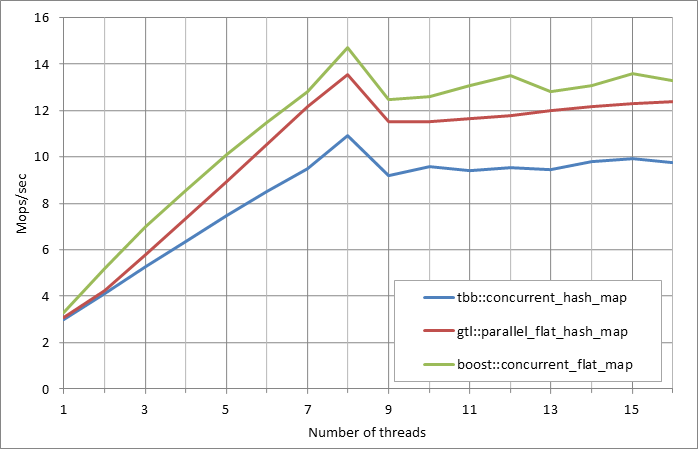 16
14
12
10
8
6
4
2
0
Mops/sec
tbb::concurrent_hash_map
gtl::parallel_flat_hash_map
boost::concurrent_flat_map
1 3 5 7 9 11 13 15
Number of threads